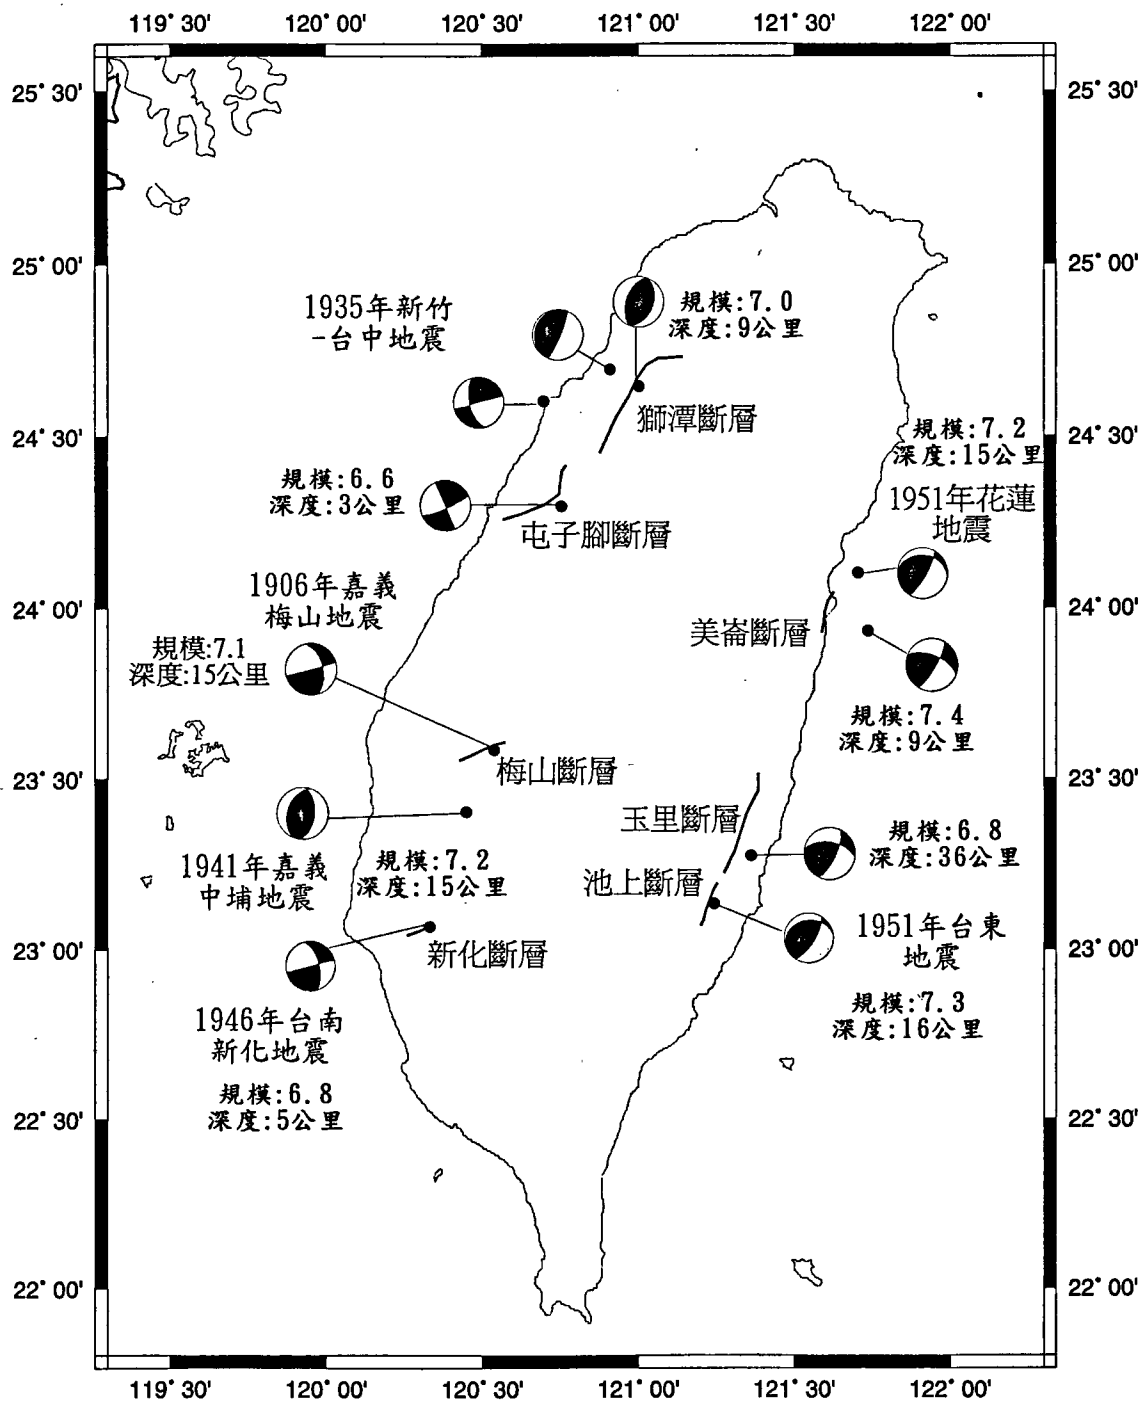 119° 30'
120° 00'
120° 30'
121° 00'
121° 30'
122° 00'
25° 30'
25° 30'
25° 00'
25° 00'
1935年新竹
-台中地震
規模:7.0
深度:9公里
獅潭斷層
24° 30'
24° 30'
規模:7.2
深度:15公里
1951年花蓮
地震
規模:6.6
深度:3公里
屯子腳斷層
24° 00'
24° 00'
1906年嘉義
梅山地震
規模:7.1
深度:15公里
美崙斷層
規模:7.4
深度:9公里
梅山斷層
23° 30'
23° 30'
玉里斷層
規模:6.8
深度:36公里
1941年嘉義
中埔地震
規模:7.2
深度:15公里
池上斷層
1951年台東
地震
規模:7.3
深度:16公里
新化斷層
23° 00'
23° 00'
1946年台南
新化地震
規模:6.8
深度:5公里
22° 30'
22° 30'
22° 00'
22° 00'
119° 30'
120° 00'
120° 30'
121° 00'
121° 30'
122° 00'